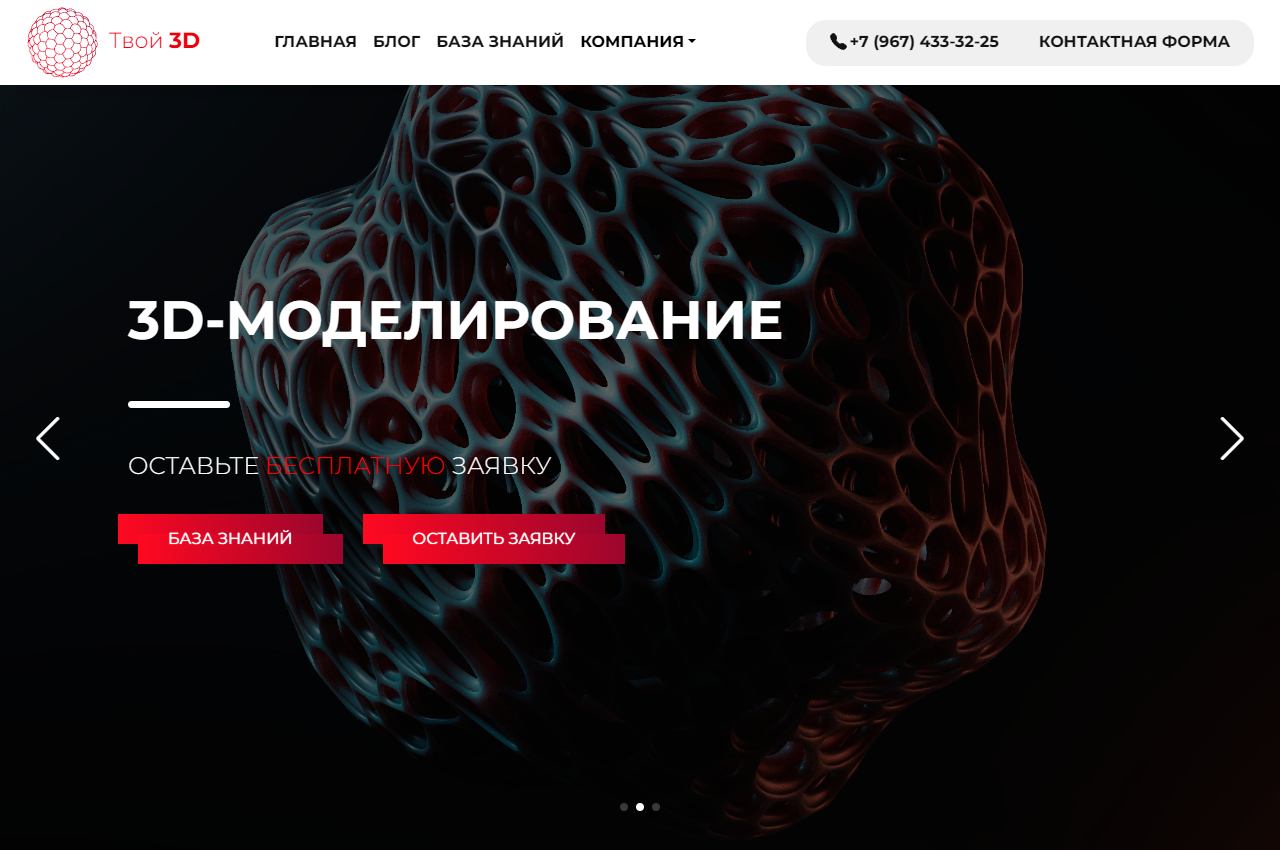 Твой 3D
ГЛАВНАЯ БЛОГ БАЗА ЗНАНИЙ КОМПАНИЯ
+7 (967) 433-32-25 КОНТАКТНАЯ ФОРМА
3D-МОДЕЛИРОВАНИЕ
ОСТАВЬТЕ БЕСПЛАТНУЮ ЗАЯВКУ
БАЗА ЗНАНИЙ ОСТАВИТЬ ЗАЯВКУ